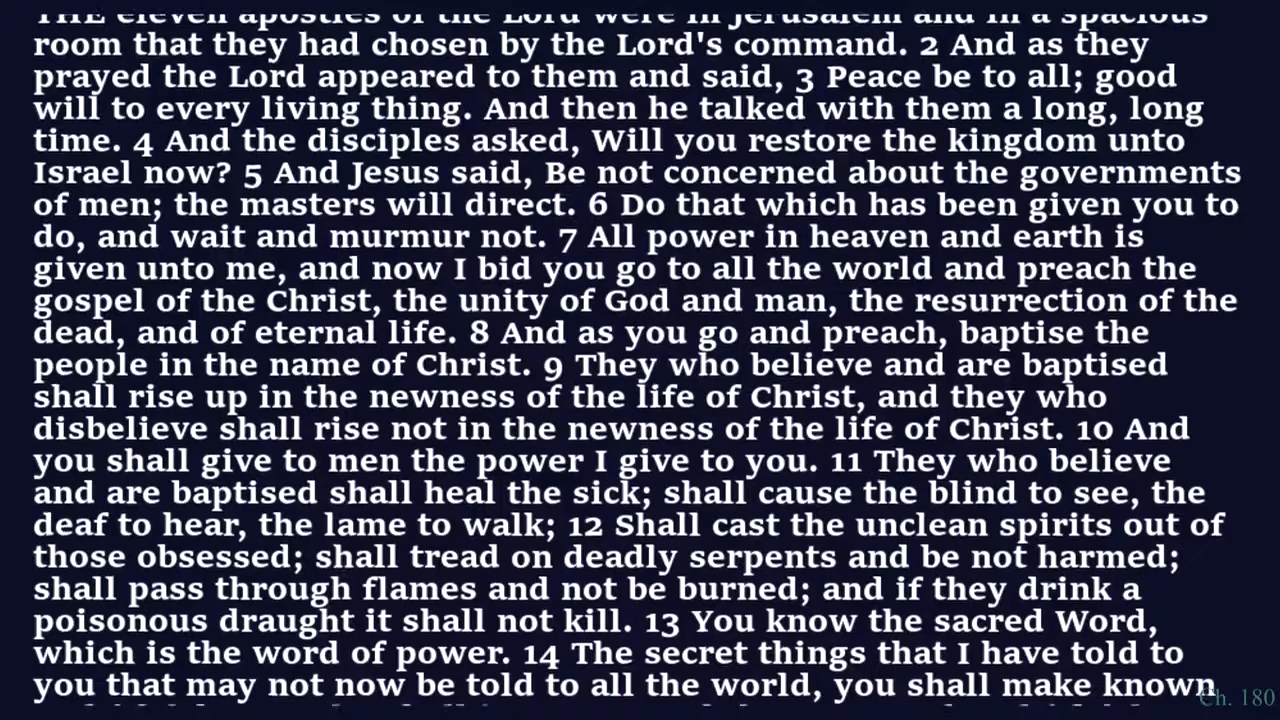 THE eleven apostles of the Lord were in Jerusalem and in a spacious
room that they had chosen by the Lord's command. 2 And as they
prayed the Lord appeared to them and said, 3 Peace be to all; good
will to every living thing. And then he talked with them a long, long
time. 4 And the disciples asked, Will you restore the kingdom unto
Israel now? 5 And Jesus said, Be not concerned about the governments
of men; the masters will direct. 6 Do that which has been given you to
do, and wait and murmur not. 7 All power in heaven and earth is
given unto me, and now I bid you go to all the world and preach the
gospel of the Christ, the unity of God and man, the resurrection of the
dead, and of eternal life. 8 And as you go and preach, baptise the
people in the name of Christ. 9 They who believe and are baptised
shall rise up in the newness of the life of Christ, and they who
disbelieve shall rise not in the newness of the life of Christ. 10 And
you shall give to men the power I give to you. 11 They who believe
and are baptised shall heal the sick; shall cause the blind to see, the
deaf to hear, the lame to walk; 12 Shall cast the unclean spirits out of
those obsessed; shall tread on deadly serpents and be not harmed;
shall pass through flames and not be burned; and if they drink a
poisonous draught it shall not kill. 13 You know the sacred Word,
which is the word of power. 14 The secret things that I have told to
you that may not now be told to all the world, you shall make known
Ch. 180